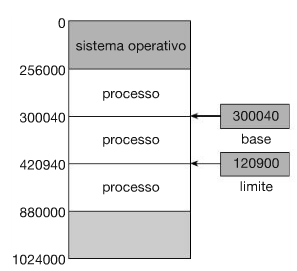 0
sistema operativo
256000
processo
300040
300040
base
processo
420940
120900
limite
processo
880000
1024000